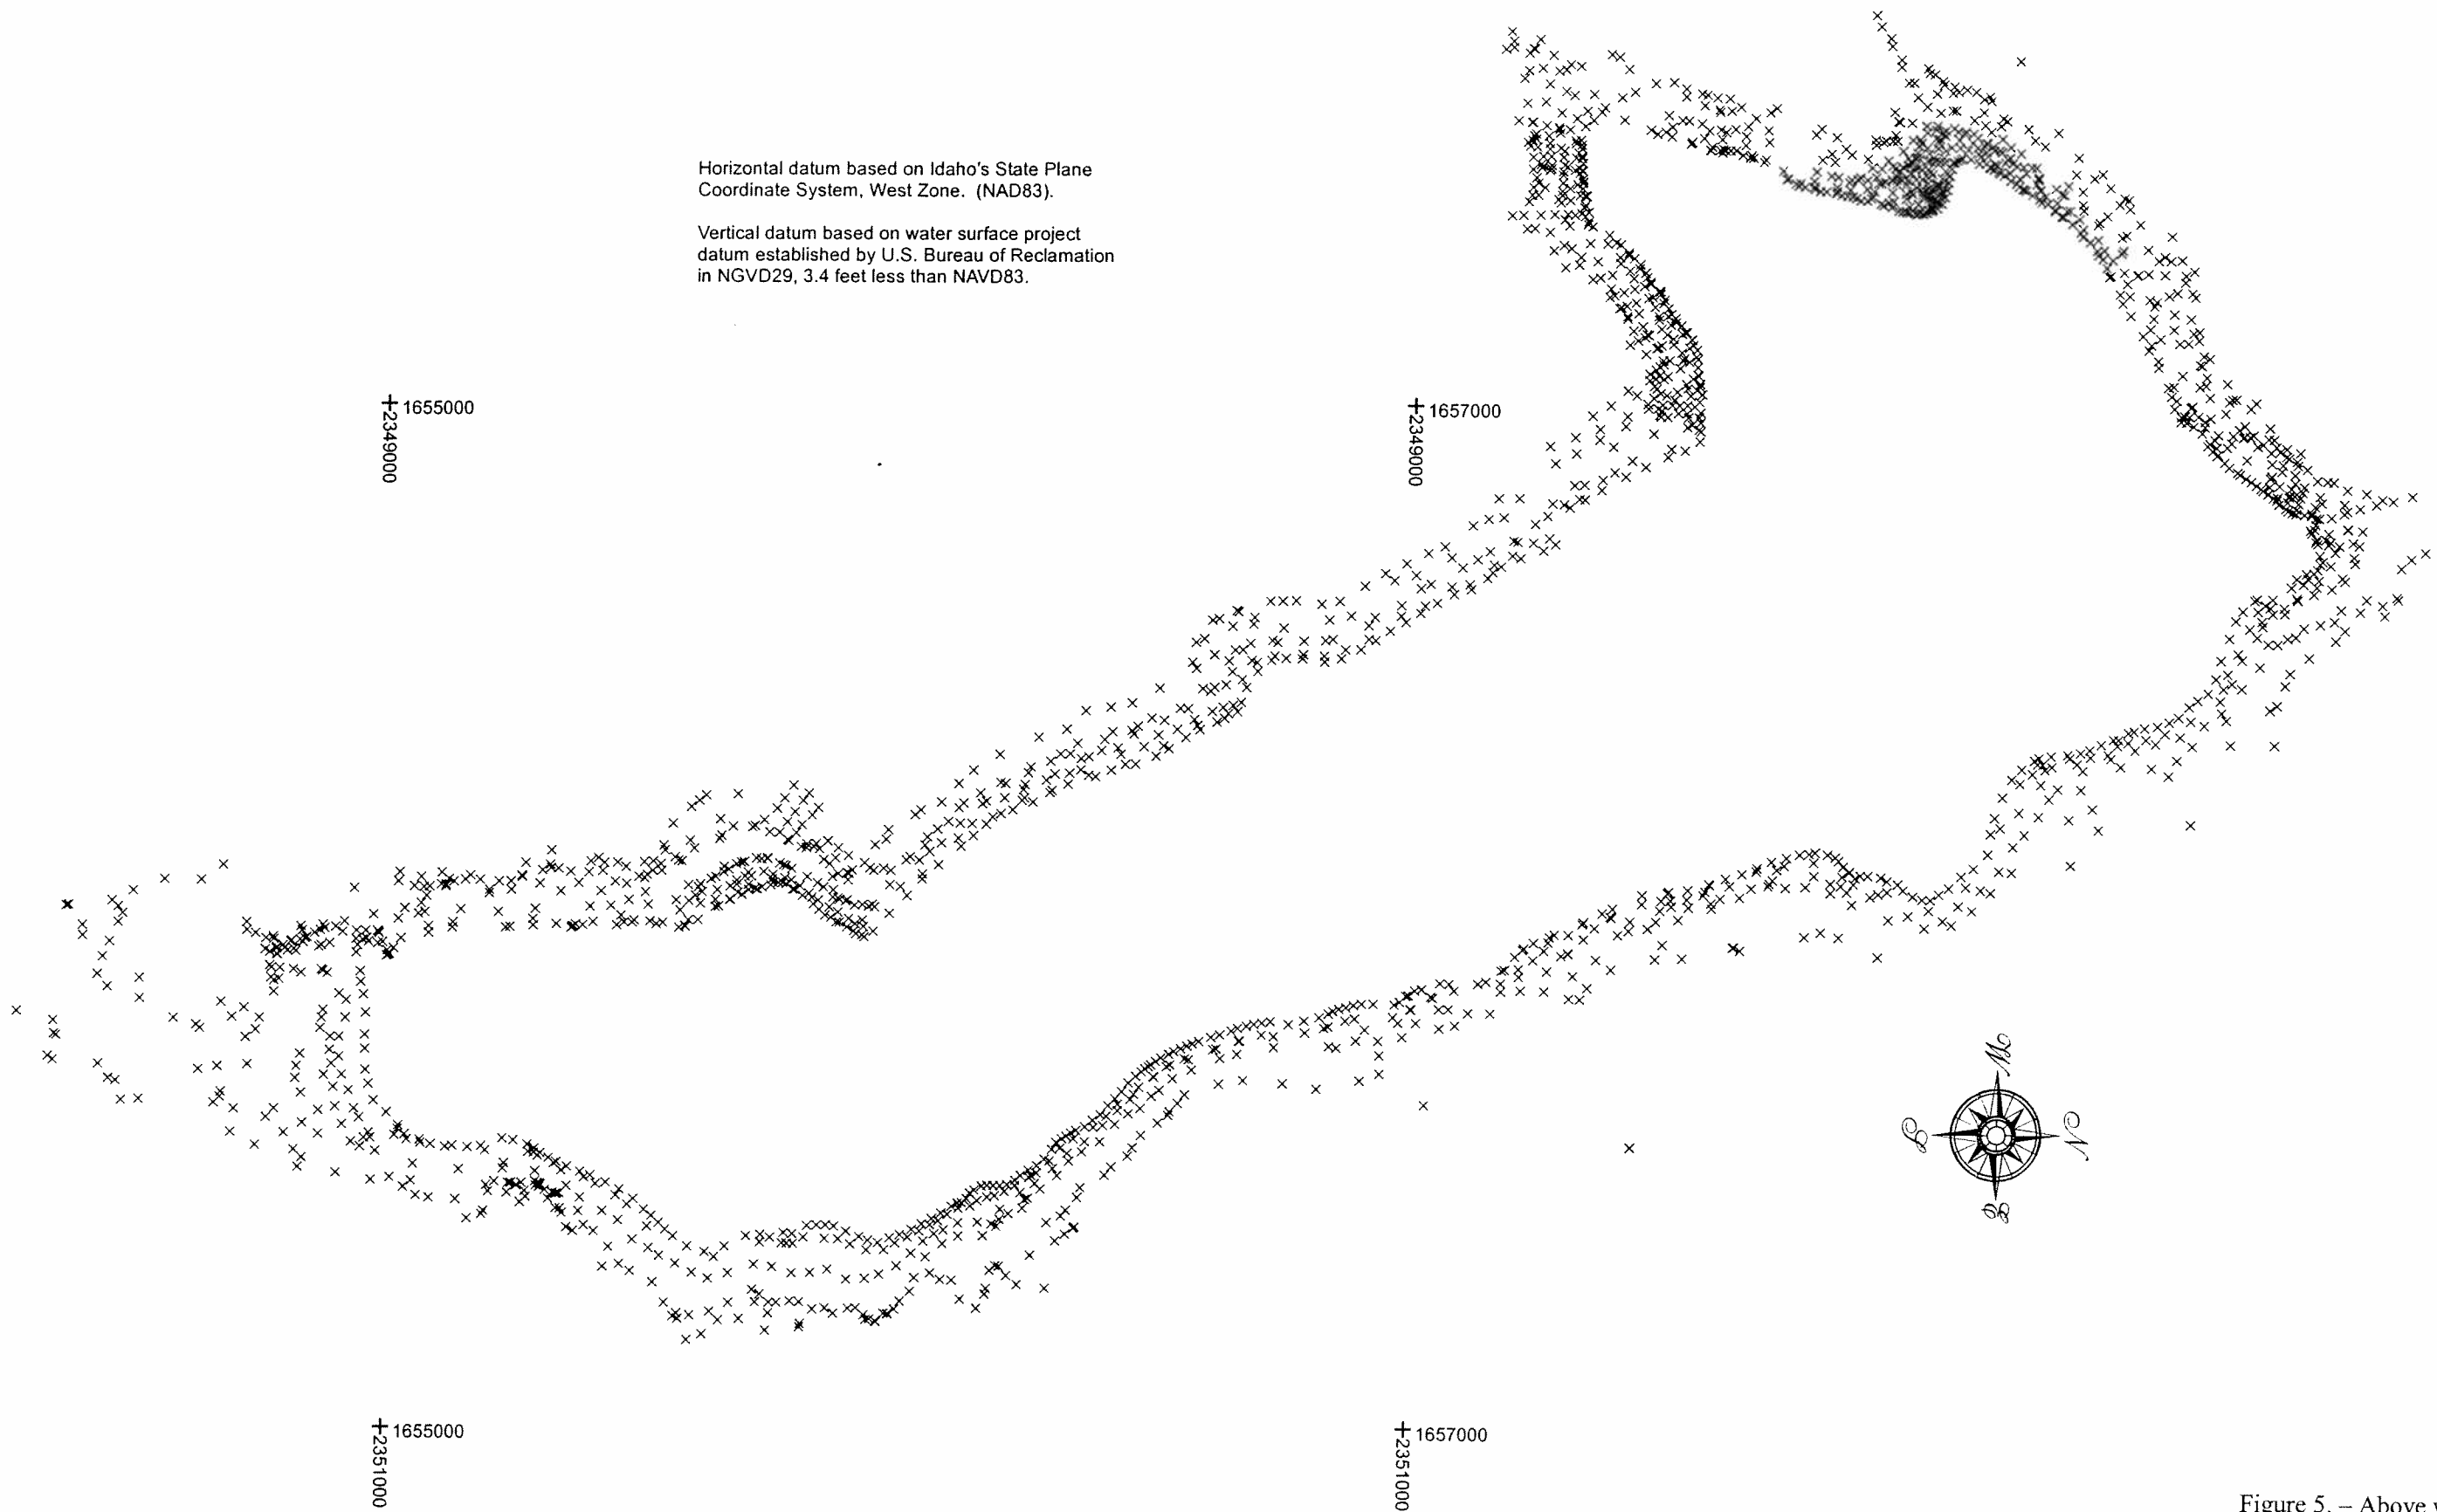 Horizontal datum based on Idaho's State Plane
Coordinate System, West Zone. (NAD83).
Vertical datum based on water surface project
datum established by U.S. Bureau of Reclamation
in NGVD29, 3.4 feet less than NAVD83.
1655000
2349000
1657000
2349000
W
S
N
E
1655000
2351000
1657000
2351000
Figure 5. – Above